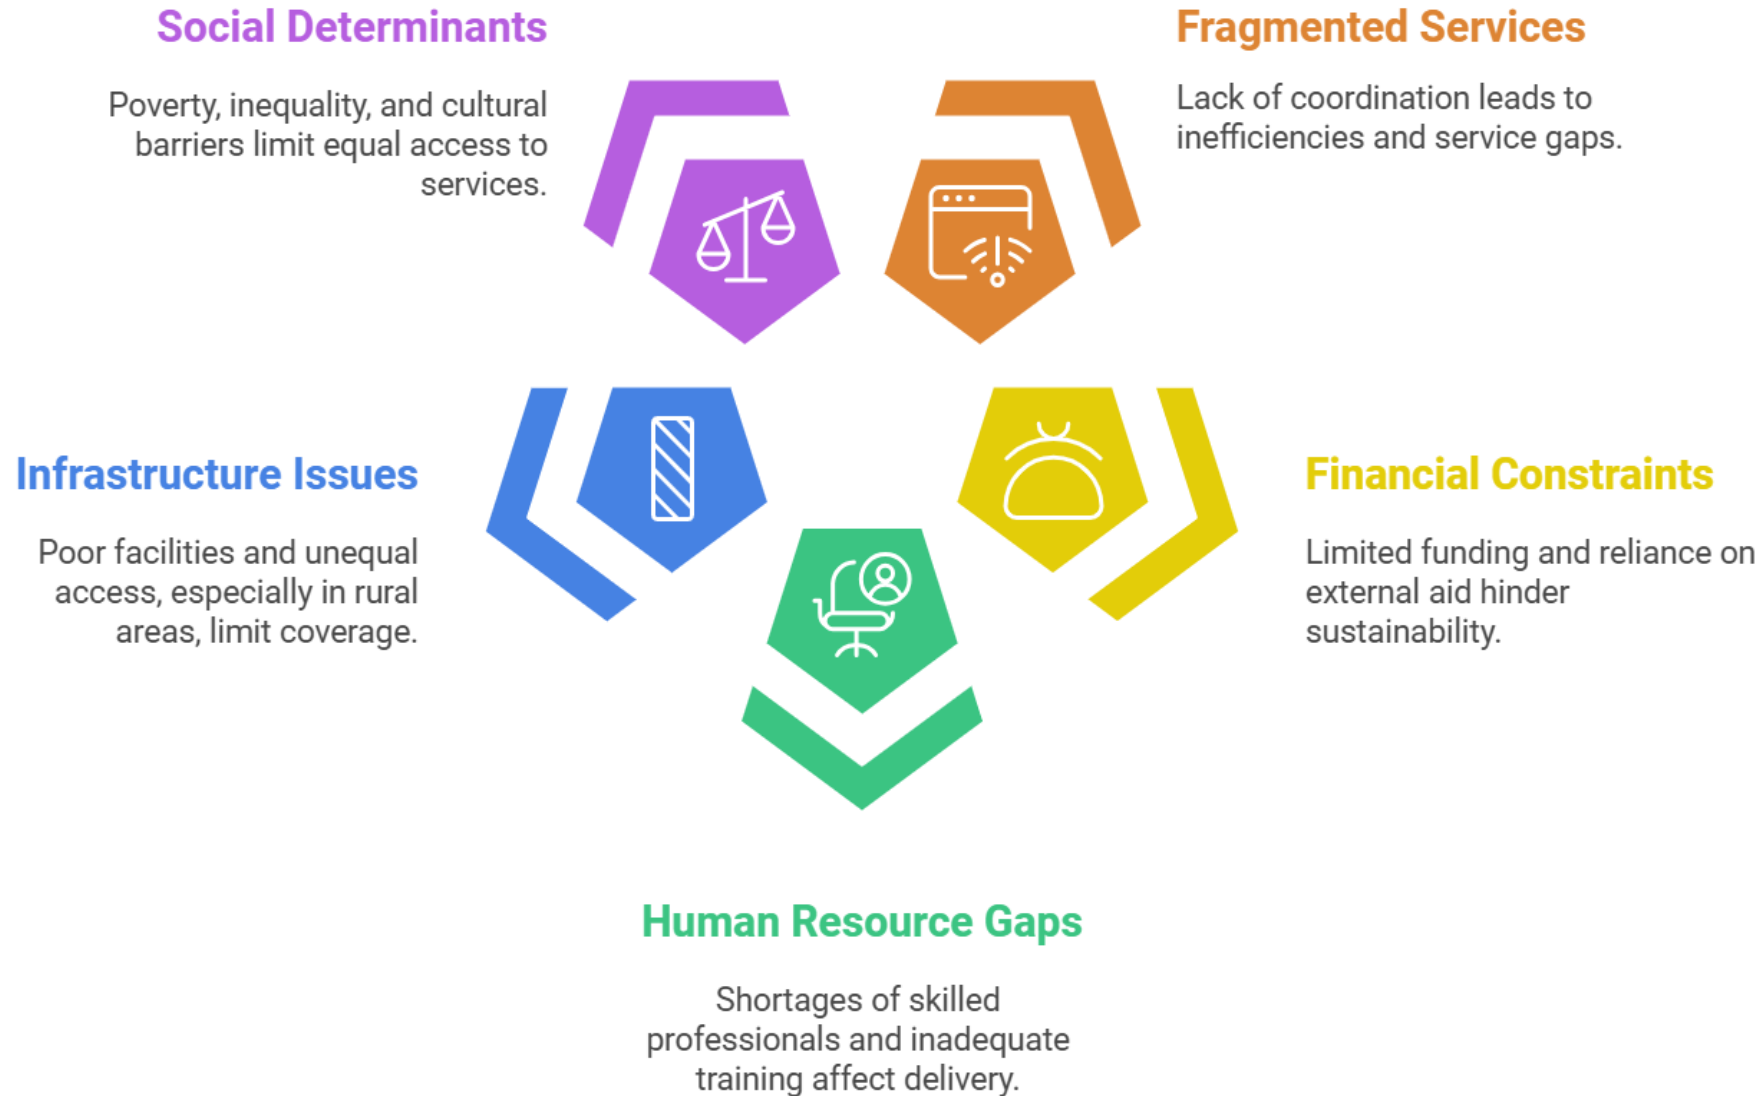 Social Determinants
Poverty, inequality, and cultural
barriers limit equal access to
services.
Fragmented Services
Lack of coordination leads to
inefficiencies and service gaps.
Infrastructure Issues
Poor facilities and unequal
access, especially in rural
areas, limit coverage.
Financial Constraints
Limited funding and reliance on
external aid hinder
sustainability.
Human Resource Gaps
Shortages of skilled
professionals and inadequate
training affect delivery.